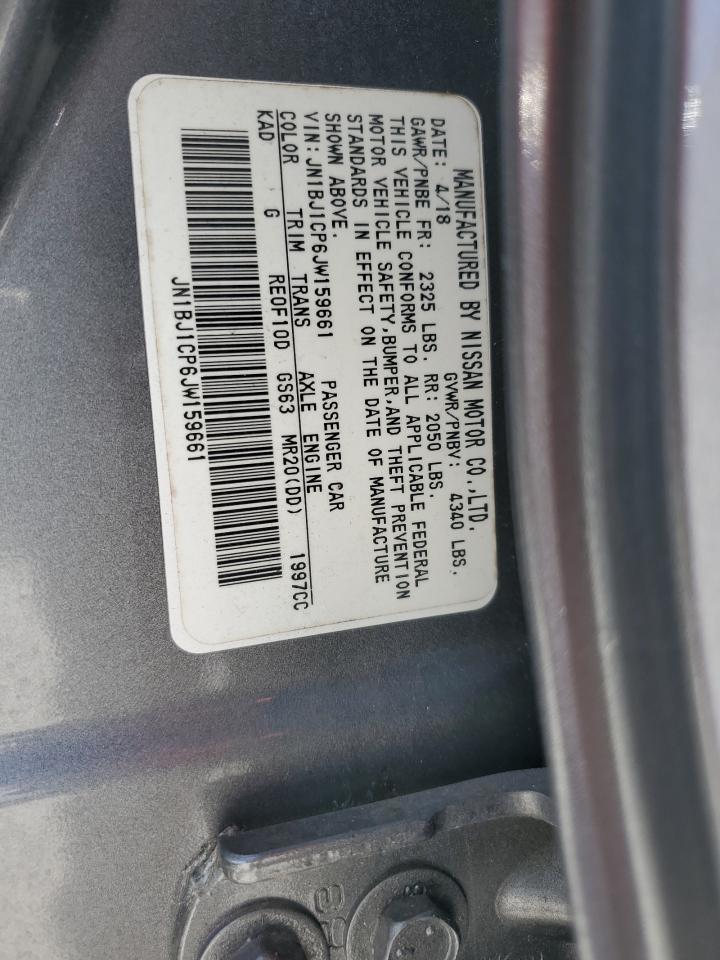 MANUFACTURED BY NISSAN MOTOR CO.,LTD.
DATE: 4/18 GVWR/PNBV: 4340 LBS.
GAWR/PNBE FR: 2325 LBS. RR: 2050 LBS.
THIS VEHICLE CONFORMS TO ALL APPLICABLE FEDERAL
MOTOR VEHICLE SAFETY,BUMPER,AND THEFT PREVENTION
STANDARDS IN EFFECT ON THE DATE OF MANUFACTURE
SHOWN ABOVE.
VIN:JN1BJ1CP6JW159661 PASSENGER CAR
COLOR TRIM TRANS AXLE ENGINE
KAD G RE0F10D GS63 MR20(DD) 1997CC
JN1BJ1CP6JW159661